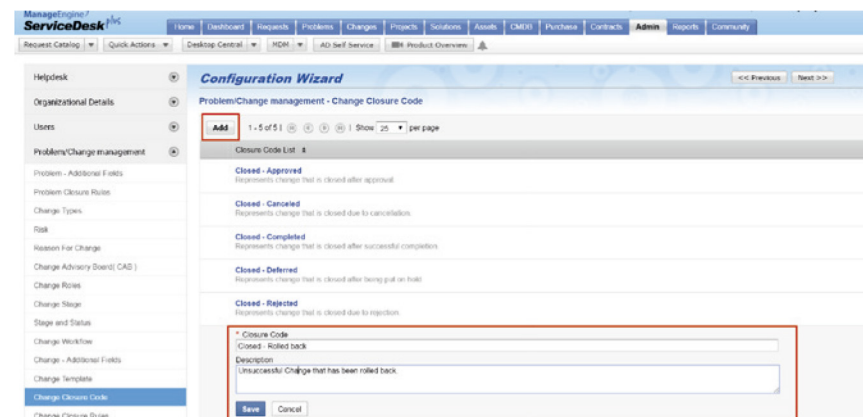 ManageEngine
ServiceDesk Plus
Home Dashboard Requests Problems Changes Projects Solutions Assets CMDB Purchase Contracts Admin Reports Community
Request Catalog Quick Actions Desktop Central MDM AD Self Service Product Overview
Helpdesk
Organizational Details
Users
Problem/Change management
Problem - Additional Fields
Problem Closure Rules
Change Types
Risk
Reason For Change
Change Advisory Board( CAB )
Change Roles
Change Stage
Stage and Status
Change Workflow
Change - Additional Fields
Change Template
Change Closure Code
Change Closure Rules
Configuration Wizard
<< Previous Next >>
Problem/Change management - Change Closure Code
Add 1 - 5 of 5 | | Show 25 per page
Closure Code List
Closed - Approved
Represents change that is closed after approval.
Closed - Canceled
Represents change that is closed due to cancellation.
Closed - Completed
Represents change that is closed after successful completion.
Closed - Deferred
Represents change that is closed after being put on hold.
Closed - Rejected
Represents change that is closed due to rejection.
* Closure Code
Closed - Rolled back
Description
Unsuccessful Change that has been rolled back.
Save Cancel